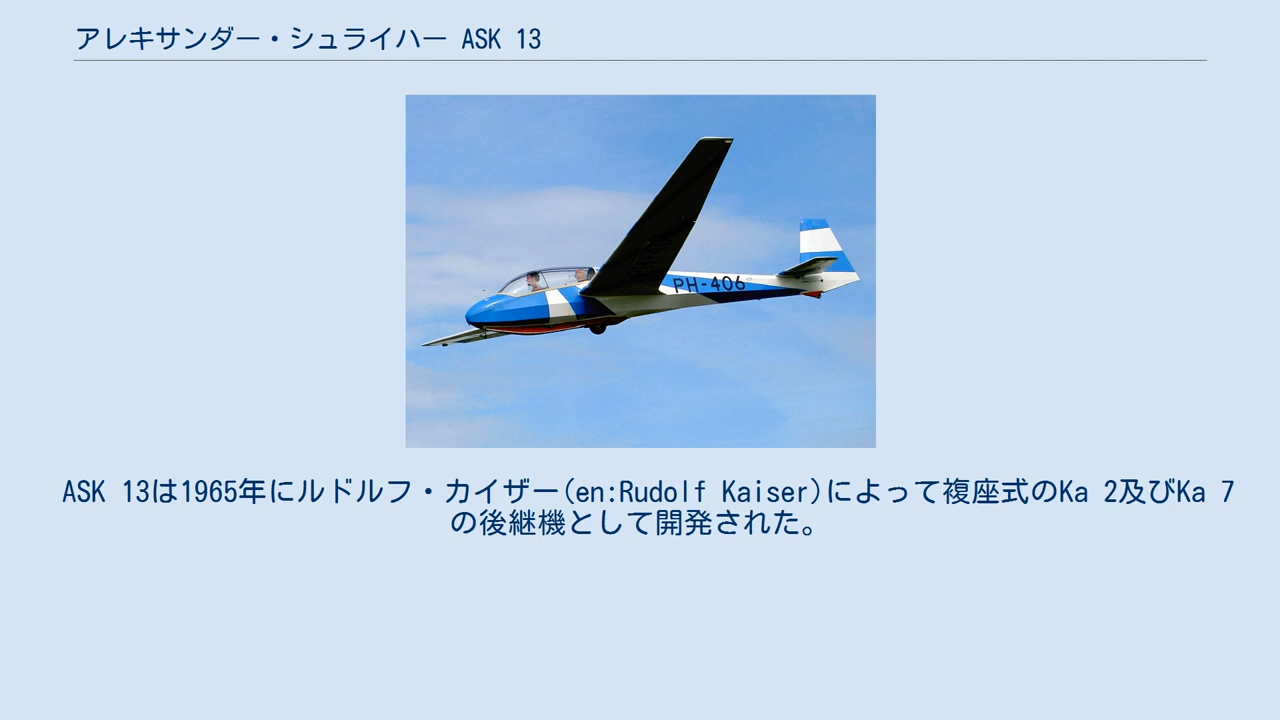 アレキサンダー・シュライハー ASK 13
PH-406
ASK 13は1965年にルドルフ・カイザー(en:Rudolf Kaiser)によって複座式のKa 2及びKa 7
の後継機として開発された。